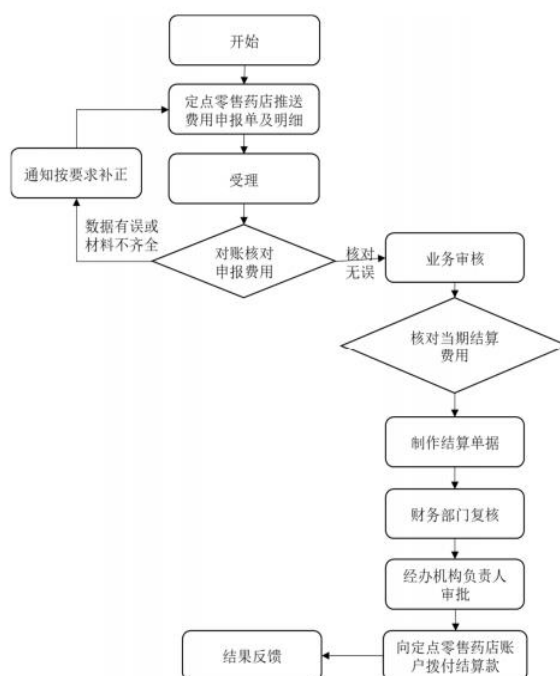 开始
定点零售药店推送
费用申报单及明细
通知按要求补正
受理
数据有误或
材料不齐全
对账核对
申报费用
核对
无误
业务审核
核对当期结算
费用
制作结算单据
财务部门复核
经办机构负责人
审批
向定点零售药店账
户拨付结算款
结果反馈